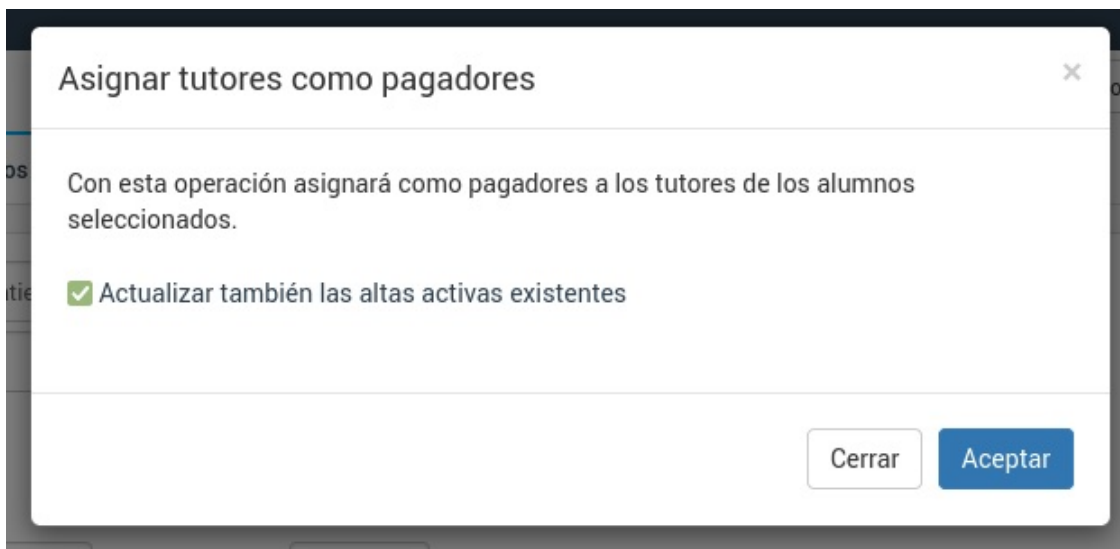 Asignar tutores como pagadores
×
Con esta operación asignará como pagadores a los tutores de los alumnos
seleccionados.
Actualizar también las altas activas existentes
Cerrar
Aceptar